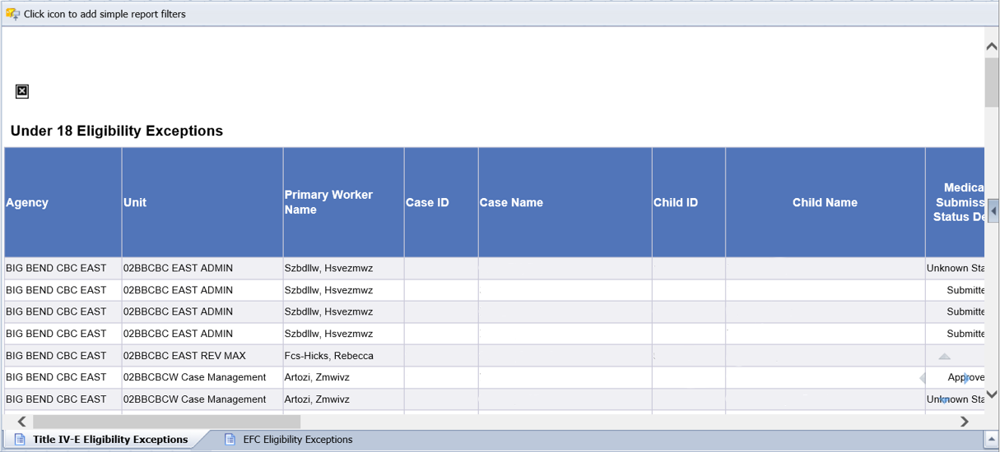 Click icon to add simple report filters
Under 18 Eligibility Exceptions
Agency Unit Primary Worker Name Case ID Case Name Child ID Child Name Medica Submiss Status De
BIG BEND CBC EAST 02BBCBC EAST ADMIN Szbdllw, Hsvezmwz Unknown Sta
BIG BEND CBC EAST 02BBCBC EAST ADMIN Szbdllw, Hsvezmwz Submitte
BIG BEND CBC EAST 02BBCBC EAST ADMIN Szbdllw, Hsvezmwz Submitte
BIG BEND CBC EAST 02BBCBC EAST ADMIN Szbdllw, Hsvezmwz Submitte
BIG BEND CBC EAST 02BBCBC EAST REV MAX Fcs-Hicks, Rebecca
BIG BEND CBC EAST 02BBCBCW Case Management Artozi, Zmwivz Approve
BIG BEND CBC EAST 02BBCBCW Case Management Artozi, Zmwivz Unknown Sta
Title IV-E Eligibility Exceptions EFC Eligibility Exceptions